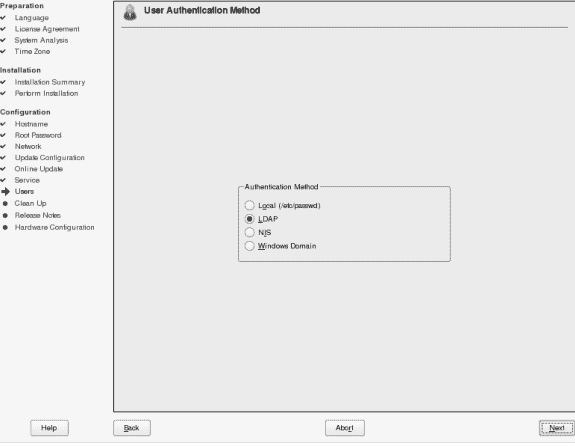 Preparation
Language
License Agreement
System Analysis
Time Zone
Installation
Installation Summary
Perform Installation
Configuration
Hostname
Root Password
Network
Update Configuration
Online Update
Service
Users
Clean Up
Release Notes
Hardware Configuration
User Authentication Method
Authentication Method
Local (/etc/passwd)
LDAP
NIS
Windows Domain
Help
Back
Abort
Next